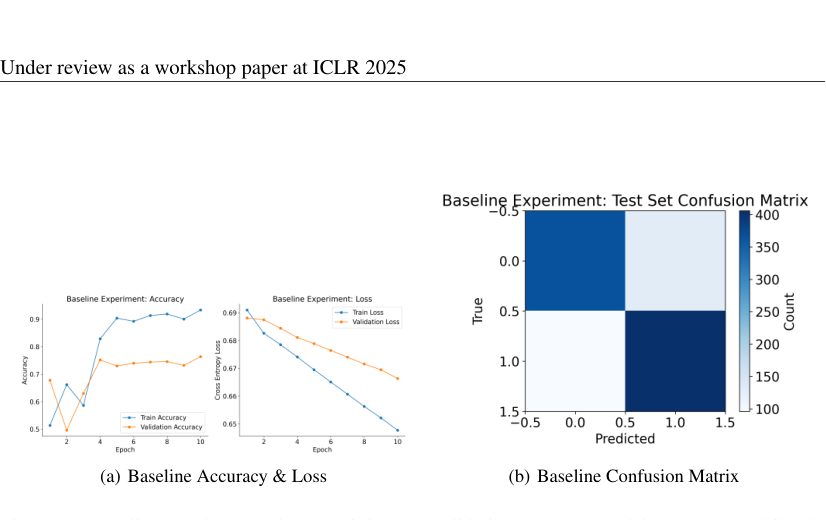 Under review as a workshop paper at ICLR 2025
Baseline Experiment: Accuracy
0.9
0.8
0.7
0.6
0.5
Accuracy
Train Accuracy
Validation Accuracy
2 4 6 8 10
Epoch
Baseline Experiment: Loss
0.69
0.68
0.67
0.66
0.65
Cross Entropy Loss
Train Loss
Validation Loss
2 4 6 8 10
Epoch
(a) Baseline Accuracy & Loss
Baseline Experiment: Test Set Confusion Matrix
−0.5
0.0
0.5
1.0
1.5
True
−0.5 0.0 0.5 1.0 1.5
Predicted
400
350
300
250
200
150
100
Count
(b) Baseline Confusion Matrix